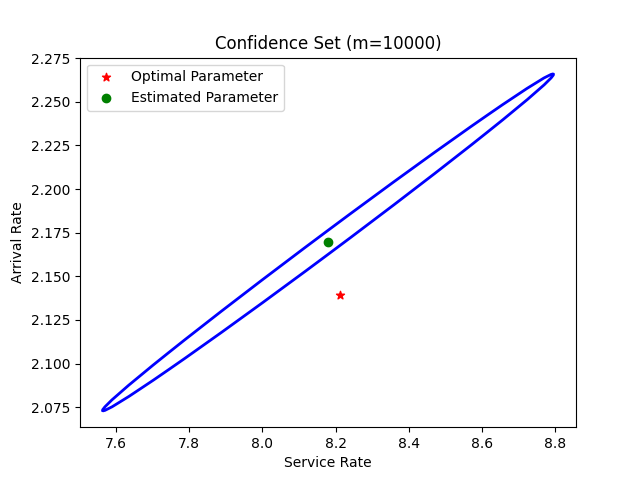 Confidence Set (m=10000)
Optimal Parameter
Estimated Parameter
2.275
2.250
2.225
2.200
2.175
2.150
2.125
2.100
2.075
Arrival Rate
7.6 7.8 8.0 8.2 8.4 8.6 8.8
Service Rate